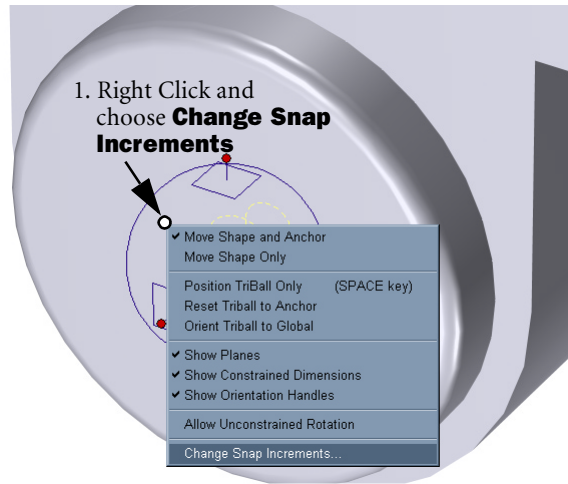 1. Right Click and
choose Change Snap
Increments
✔ Move Shape and Anchor
Move Shape Only
Position TriBall Only (SPACE key)
Reset Triball to Anchor
Orient Triball to Global
✔ Show Planes
✔ Show Constrained Dimensions
✔ Show Orientation Handles
Allow Unconstrained Rotation
Change Snap Increments...